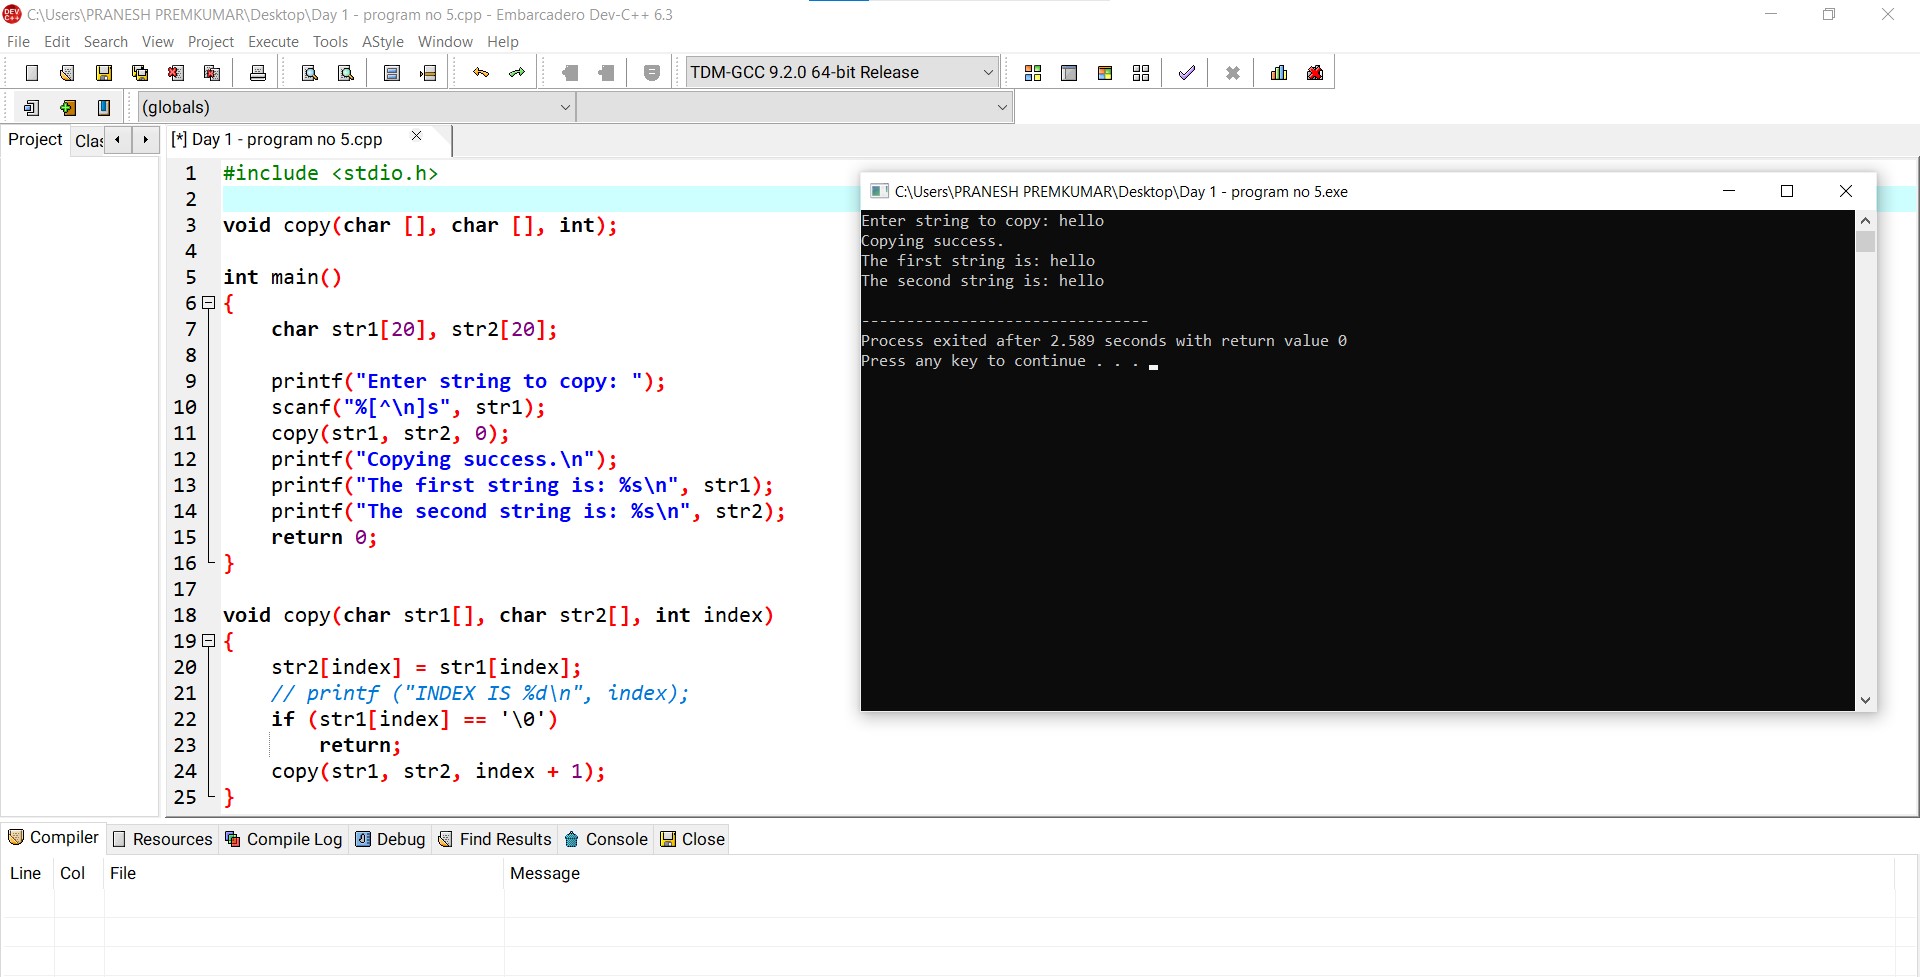 C:\Users\PRANESH PREMKUMAR\Desktop\Day 1 - program no 5.cpp - Embarcadero Dev-C++ 6.3
File Edit Search View Project Execute Tools AStyle Window Help
TDM-GCC 9.2.0 64-bit Release
(globals)
Project Clas [*] Day 1 - program no 5.cpp
1 #include <stdio.h>
2
3 void copy(char [], char [], int);
4
5 int main()
6 {
7 char str1[20], str2[20];
8
9 printf("Enter string to copy: ");
10 scanf("%[^\n]s", str1);
11 copy(str1, str2, 0);
12 printf("Copying success.\n");
13 printf("The first string is: %s\n", str1);
14 printf("The second string is: %s\n", str2);
15 return 0;
16 }
17
18 void copy(char str1[], char str2[], int index)
19 {
20 str2[index] = str1[index];
21 // printf ("INDEX IS %d\n", index);
22 if (str1[index] == '\0')
23 return;
24 copy(str1, str2, index + 1);
25 }
C:\Users\PRANESH PREMKUMAR\Desktop\Day 1 - program no 5.exe
Enter string to copy: hello
Copying success.
The first string is: hello
The second string is: hello
--------------------------------
Process exited after 2.589 seconds with return value 0
Press any key to continue . . .
Compiler Resources Compile Log Debug Find Results Console Close
Line Col File Message